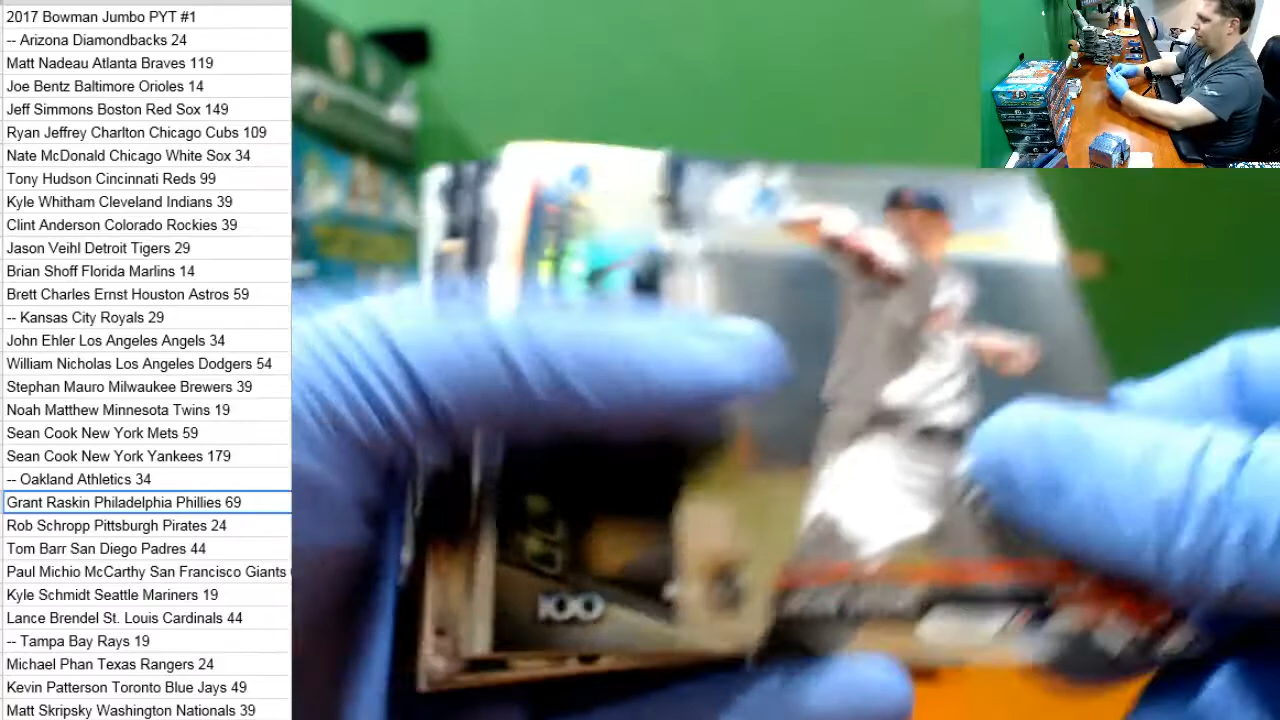 2017 Bowman Jumbo PYT #1
-- Arizona Diamondbacks 24
Matt Nadeau Atlanta Braves 119
Joe Bentz Baltimore Orioles 14
Jeff Simmons Boston Red Sox 149
Ryan Jeffrey Charlton Chicago Cubs 109
Nate McDonald Chicago White Sox 34
Tony Hudson Cincinnati Reds 99
Kyle Whitham Cleveland Indians 39
Clint Anderson Colorado Rockies 39
Jason Veihl Detroit Tigers 29
Brian Shoff Florida Marlins 14
Brett Charles Ernst Houston Astros 59
-- Kansas City Royals 29
John Ehler Los Angeles Angels 34
William Nicholas Los Angeles Dodgers 54
Stephan Mauro Milwaukee Brewers 39
Noah Matthew Minnesota Twins 19
Sean Cook New York Mets 59
Sean Cook New York Yankees 179
-- Oakland Athletics 34
Grant Raskin Philadelphia Phillies 69
Rob Schropp Pittsburgh Pirates 24
Tom Barr San Diego Padres 44
Paul Michio McCarthy San Francisco Giants
Kyle Schmidt Seattle Mariners 19
Lance Brendel St. Louis Cardinals 44
-- Tampa Bay Rays 19
Michael Phan Texas Rangers 24
Kevin Patterson Toronto Blue Jays 49
Matt Skripsky Washington Nationals 39
100